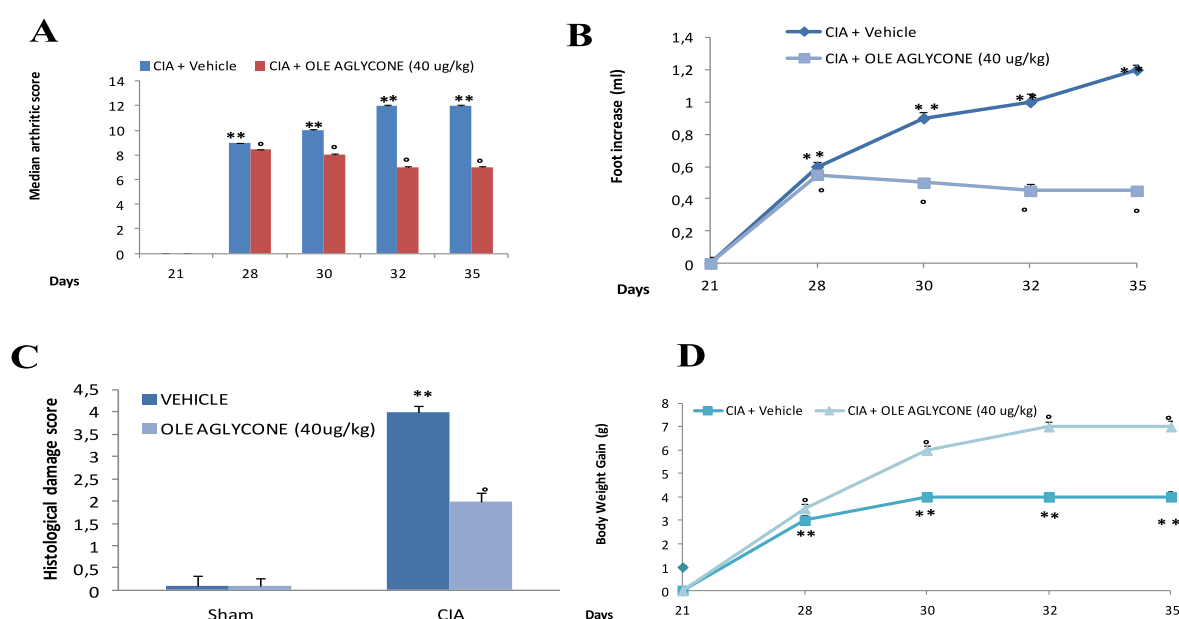 A
CIA + Vehicle CIA + OLE AGLYCONE (40 ug/kg)
Median arthritic score
14
12
10
8
6
4
2
0
** ** ** **
° ° ° °
21 28 30 32 35
Days
B
CIA + Vehicle
CIA + OLE AGLYCONE (40 ug/kg)
Foot increase (ml)
1,4
1,2
1
0,8
0,6
0,4
0,2
0
** ** ** **
° ° ° °
21 28 30 32 35
Days
C
VEHICLE
OLE AGLYCONE (40ug/kg)
Histological damage score
4,5
4
3,5
3
2,5
2
1,5
1
0,5
0
**
°
Sham CIA
D
CIA + Vehicle CIA + OLE AGLYCONE (40 ug/kg)
Body Weight Gain (g)
8
7
6
5
4
3
2
1
0
° ° ° °
** ** ** **
21 28 30 32 35
Days